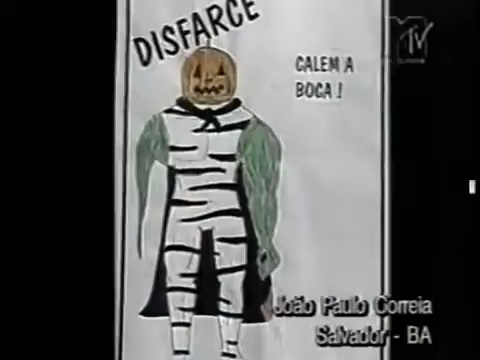 DISFARCE
CALEM A
BOCA !
MTV
João Paulo Correia
Salvador - BA